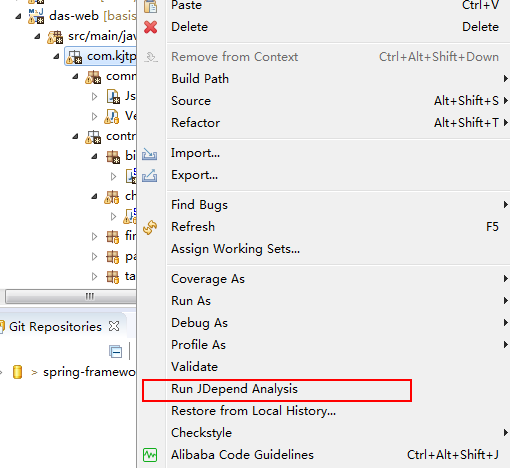 das-web [basis
src/main/jav
com.kjtp
comm
Js
Ve
contr
bi
ch
fin
pa
ta
Git Repositories
> spring-framewo
Paste Ctrl+V
Delete Delete
Remove from Context Ctrl+Alt+Shift+Down
Build Path
Source Alt+Shift+S
Refactor Alt+Shift+T
Import...
Export...
Find Bugs
Refresh F5
Assign Working Sets...
Coverage As
Run As
Debug As
Profile As
Validate
Run JDepend Analysis
Restore from Local History...
Checkstyle
Alibaba Code Guidelines Ctrl+Alt+Shift+J